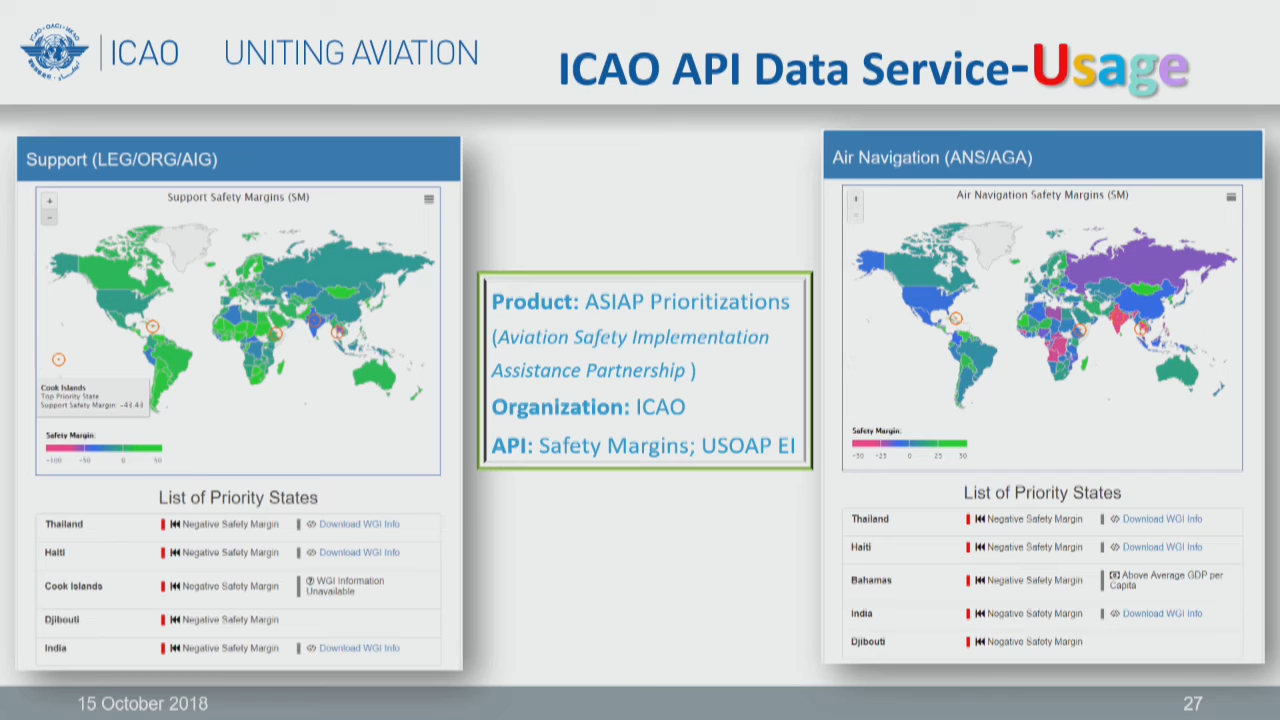 ICAO
UNITING AVIATION
ICAO API Data Service-Usage
Support (LEG/ORG/AIG)
Support Safety Margins (SM)
+
-
Cook Islands
Top Priority State
Support Safety Margin: -43.43
Safety Margin:
-100 -50 0 50
List of Priority States
Thailand Negative Safety Margin Download WGI Info
Haiti Negative Safety Margin Download WGI Info
Cook Islands Negative Safety Margin WGI Information
Unavailable
Djibouti Negative Safety Margin
India Negative Safety Margin Download WGI Info
Product: ASIAP Prioritizations
(Aviation Safety Implementation
Assistance Partnership )
Organization: ICAO
API: Safety Margins; USOAP EI
Air Navigation (ANS/AGA)
Air Navigation Safety Margins (SM)
+
-
Safety Margin:
-50 -25 0 25 50
List of Priority States
Thailand Negative Safety Margin Download WGI Info
Haiti Negative Safety Margin Download WGI Info
Bahamas Negative Safety Margin Above Average GDP per
Capita
India Negative Safety Margin Download WGI Info
Djibouti Negative Safety Margin
15 October 2018
27